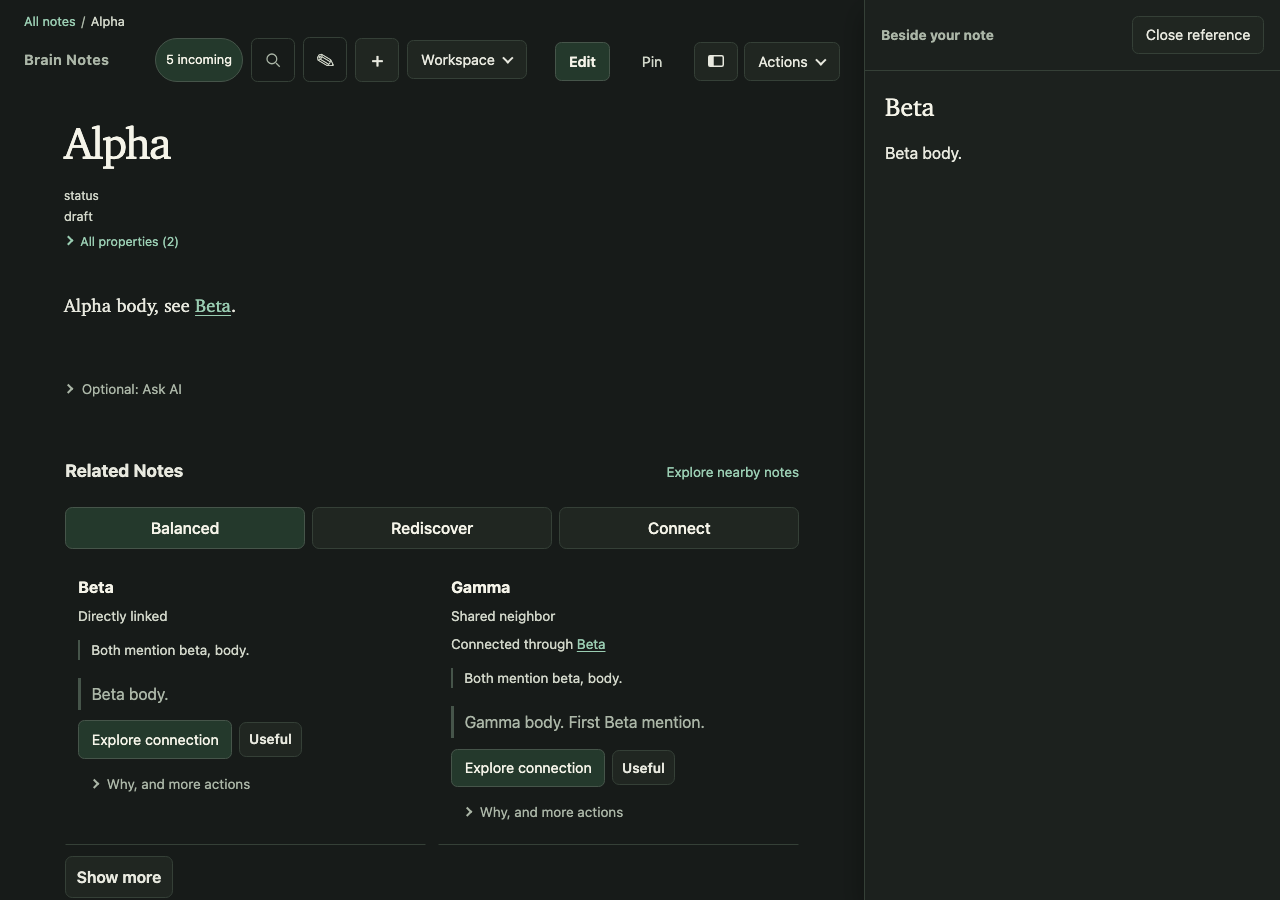 All notes / Alpha
Brain Notes
5 incoming
+
Workspace
Edit
Pin
Actions
Alpha
status
draft
All properties (2)
Alpha body, see Beta.
Optional: Ask AI
Related Notes
Explore nearby notes
Balanced
Rediscover
Connect
Beta
Directly linked
Both mention beta, body.
Beta body.
Explore connection
Useful
Why, and more actions
Gamma
Shared neighbor
Connected through Beta
Both mention beta, body.
Gamma body. First Beta mention.
Explore connection
Useful
Why, and more actions
Show more
Beside your note
Close reference
Beta
Beta body.